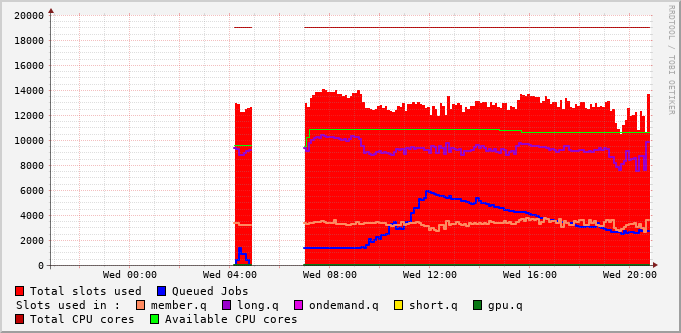 20000
18000
16000
14000
12000
10000
8000
6000
4000
2000
0
Wed 00:00 Wed 04:00 Wed 08:00 Wed 12:00 Wed 16:00 Wed 20:00
Total slots used Queued Jobs
Slots used in : member.q long.q ondemand.q short.q gpu.q
Total CPU cores Available CPU cores
RRDTOOL / TOBI OETIKER